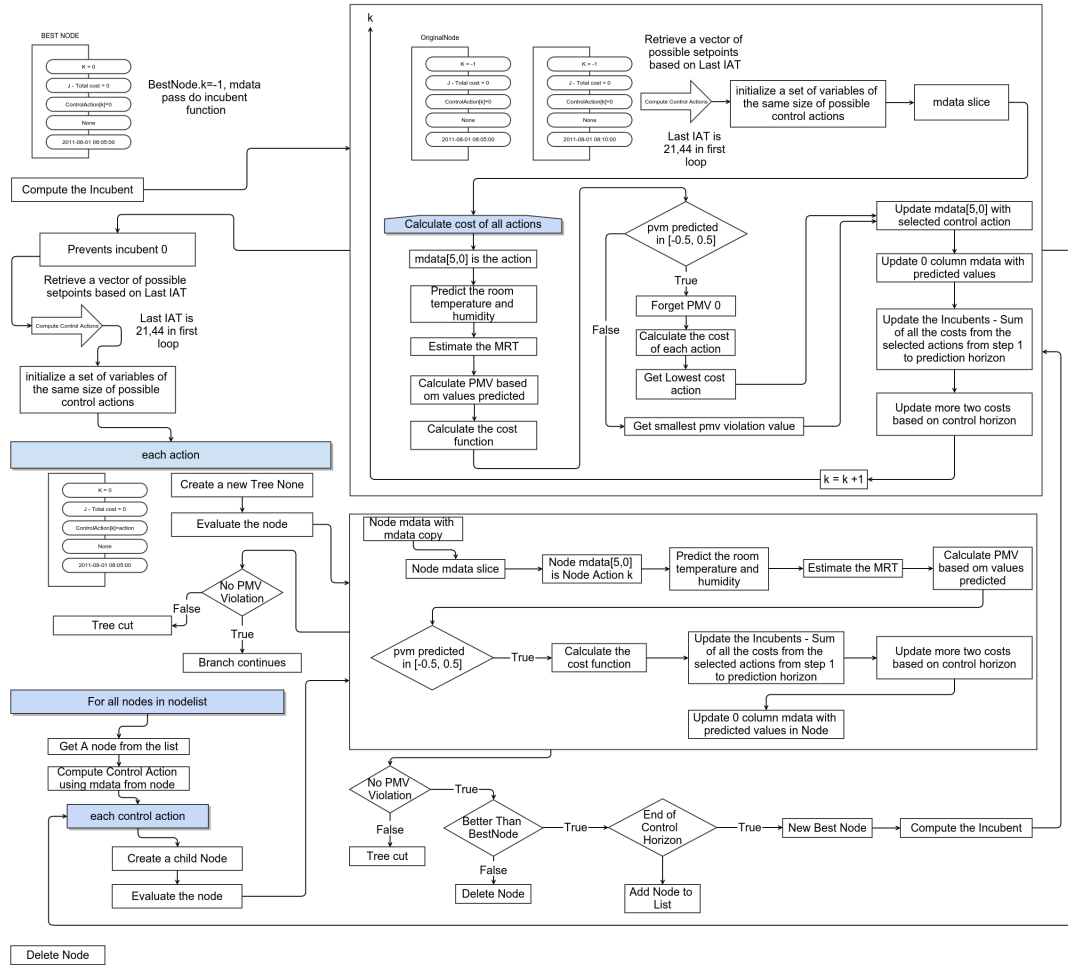 BEST NODE
K = 0
J - Total cost = 0
ControlAction[k]=0
None
2011-08-01 08:05:00
BestNode.k=-1, mdata
pass do incubent
function
Compute the Incubent
k
OriginalNode
K = -1
J - Total cost = 0
ControlAction[k]=0
None
2011-08-01 08:05:00
K = -1
J - Total cost = 0
ControlAction[k]=0
None
2011-08-01 08:10:00
Retrieve a vector of
possible setpoints
based on Last IAT
Compute Control Actions
Last IAT is
21,44 in first
loop
initialize a set of variables of
the same size of possible
control actions
mdata slice
Calculate cost of all actions
mdata[5,0] is the action
Predict the room
temperature and
humidity
Estimate the MRT
Calculate PMV based
om values predicted
Calculate the cost
function
pvm predicted
in [-0.5, 0.5]
True
False
Forget PMV 0
Calculate the cost
of each action
Get Lowest cost
action
Get smallest pmv violation value
Update mdata[5,0] with
selected control action
Update 0 column mdata with
predicted values
Update the Incubents - Sum
of all the costs from the
selected actions from step 1
to prediction horizon
Update more two costs
based on control horizon
k = k +1
Prevents incubent 0
Retrieve a vector of possible
setpoints based on Last IAT
Compute Control Actions
Last IAT is
21,44 in first
loop
initialize a set of variables of
the same size of possible
control actions
each action
K = 0
J - Total cost = 0
ControlAction[k]=action
None
2011-08-01 08:05:00
Create a new Tree None
Evaluate the node
No PMV
Violation
False
True
Tree cut
Branch continues
Node mdata with
mdata copy
Node mdata slice
Node mdata[5,0]
is Node Action k
Predict the room
temperature and
humidity
Estimate the MRT
Calculate PMV
based om values
predicted
pvm predicted
in [-0.5, 0.5]
True
Calculate the
cost function
Update the Incubents - Sum
of all the costs from the
selected actions from step 1
to prediction horizon
Update more two costs
based on control horizon
Update 0 column mdata with
predicted values in Node
For all nodes in nodelist
Get A node from the list
Compute Control Action
using mdata from node
each control action
Create a child Node
Evaluate the node
No PMV
Violation
True
False
Tree cut
Better Than
BestNode
True
False
Delete Node
End of
Control
Horizon
True
Add Node to
List
New Best Node
Compute the Incubent
Delete Node